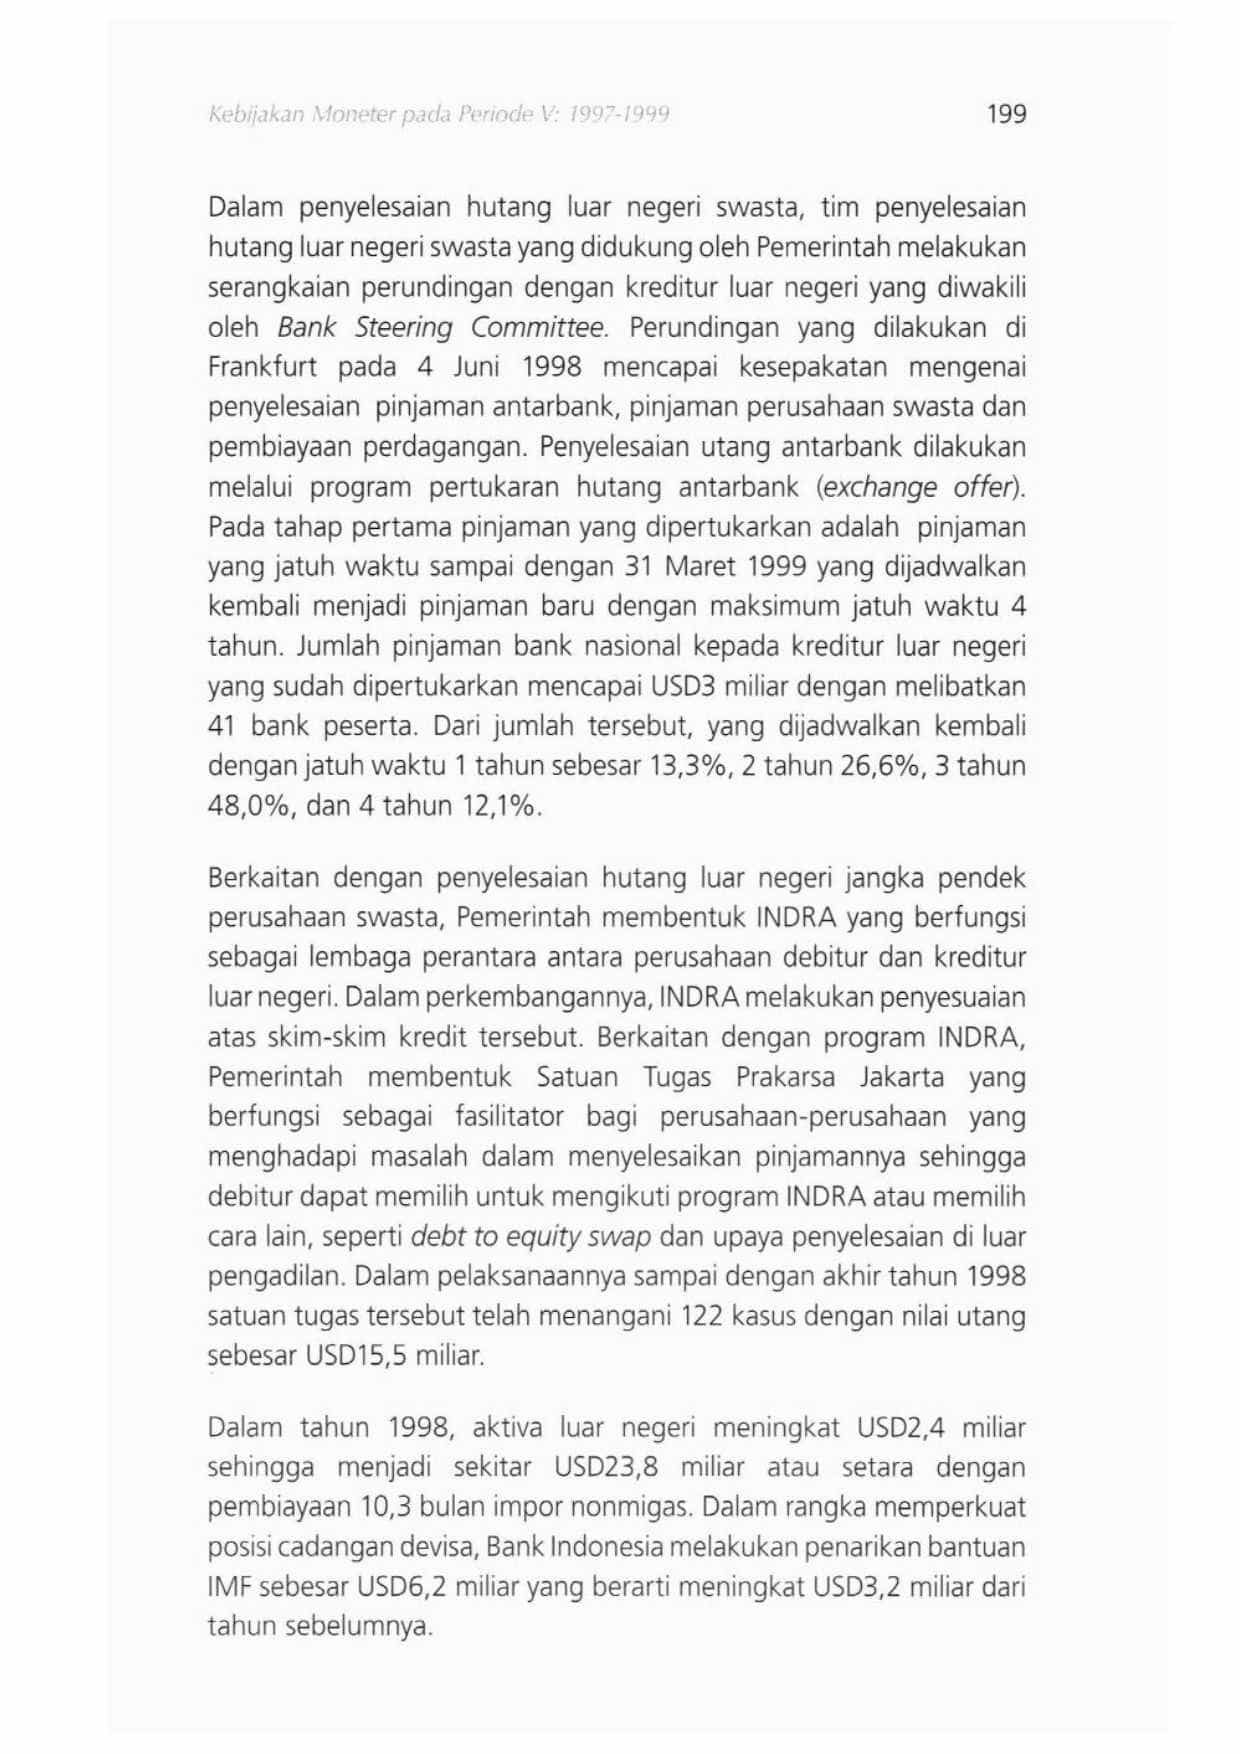 Kebijakan Moneter pada Periode V: 1997-1999 199
Dalam penyelesaian hutang luar negeri swasta, tim penyelesaian
hutang luar negeri swasta yang didukung oleh Pemerintah melakukan
serangkaian perundingan dengan kreditur luar negeri yang diwakili
oleh Bank Steering Committee. Perundingan yang dilakukan di
Frankfurt pada 4 Juni 1998 mencapai kesepakatan mengenai
penyelesaian pinjaman antarbank, pinjaman perusahaan swasta dan
pembiayaan perdagangan. Penyelesaian utang antarbank dilakukan
melalui program pertukaran hutang antarbank (exchange offer).
Pada tahap pertama pinjaman yang dipertukarkan adalah pinjaman
yang jatuh waktu sampai dengan 31 Maret 1999 yang dijadwalkan
kembali menjadi pinjaman baru dengan maksimum jatuh waktu 4
tahun. Jumlah pinjaman bank nasional kepada kreditur luar negeri
yang sudah dipertukarkan mencapai USD3 miliar dengan melibatkan
41 bank peserta. Dari jumlah tersebut, yang dijadwalkan kembali
dengan jatuh waktu 1 tahun sebesar 13,3%, 2 tahun 26,6%, 3 tahun
48,0%, dan 4 tahun 12,1%.
Berkaitan dengan penyelesaian hutang luar negeri jangka pendek
perusahaan swasta, Pemerintah membentuk INDRA yang berfungsi
sebagai lembaga perantara antara perusahaan debitur dan kreditur
luar negeri. Dalam perkembangannya, INDRA melakukan penyesuaian
atas skim-skim kredit tersebut. Berkaitan dengan program INDRA,
Pemerintah membentuk Satuan Tugas Prakarsa Jakarta yang
berfungsi sebagai fasilitator bagi perusahaan-perusahaan yang
menghadapi masalah dalam menyelesaikan pinjamannya sehingga
debitur dapat memilih untuk mengikuti program INDRA atau memilih
cara lain, seperti debt to equity swap dan upaya penyelesaian di luar
pengadilan. Dalam pelaksanaannya sampai dengan akhir tahun 1998
satuan tugas tersebut telah menangani 122 kasus dengan nilai utang
sebesar USD15,5 miliar.
Dalam tahun 1998, aktiva luar negeri meningkat USD2,4 miliar
sehingga menjadi sekitar USD23,8 miliar atau setara dengan
pembiayaan 10,3 bulan impor nonmigas. Dalam rangka memperkuat
posisi cadangan devisa, Bank Indonesia melakukan penarikan bantuan
IMF sebesar USD6,2 miliar yang berarti meningkat USD3,2 miliar dari
tahun sebelumnya.